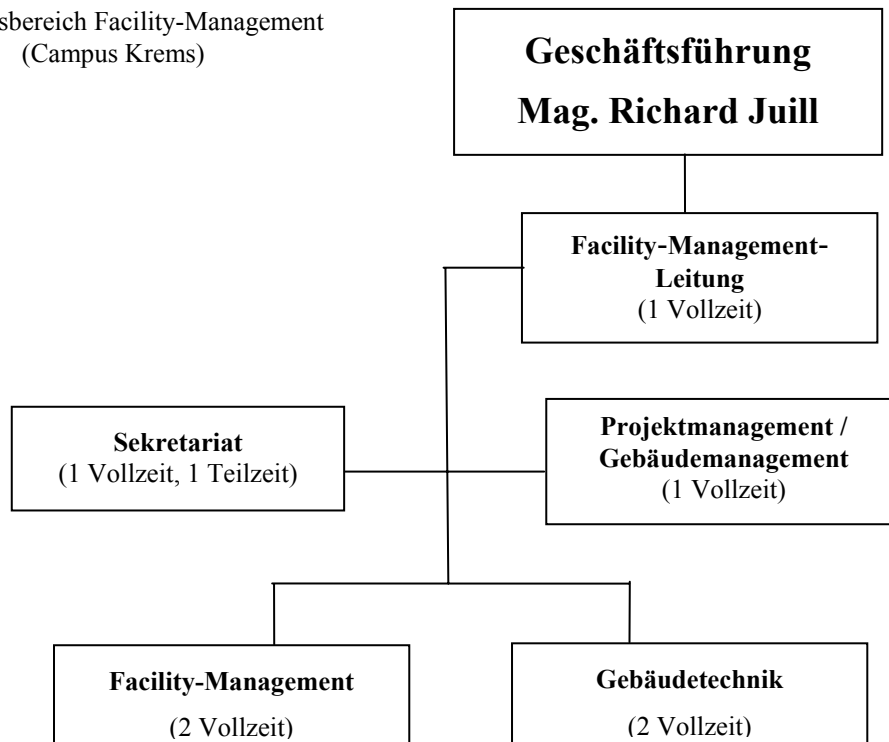 sbereich Facility-Management
(Campus Krems)
Geschäftsführung
Mag. Richard Juill
Facility-Management-
Leitung
(1 Vollzeit)
Sekretariat
(1 Vollzeit, 1 Teilzeit)
Projektmanagement /
Gebäudemanagement
(1 Vollzeit)
Facility-Management
(2 Vollzeit)
Gebäudetechnik
(2 Vollzeit)